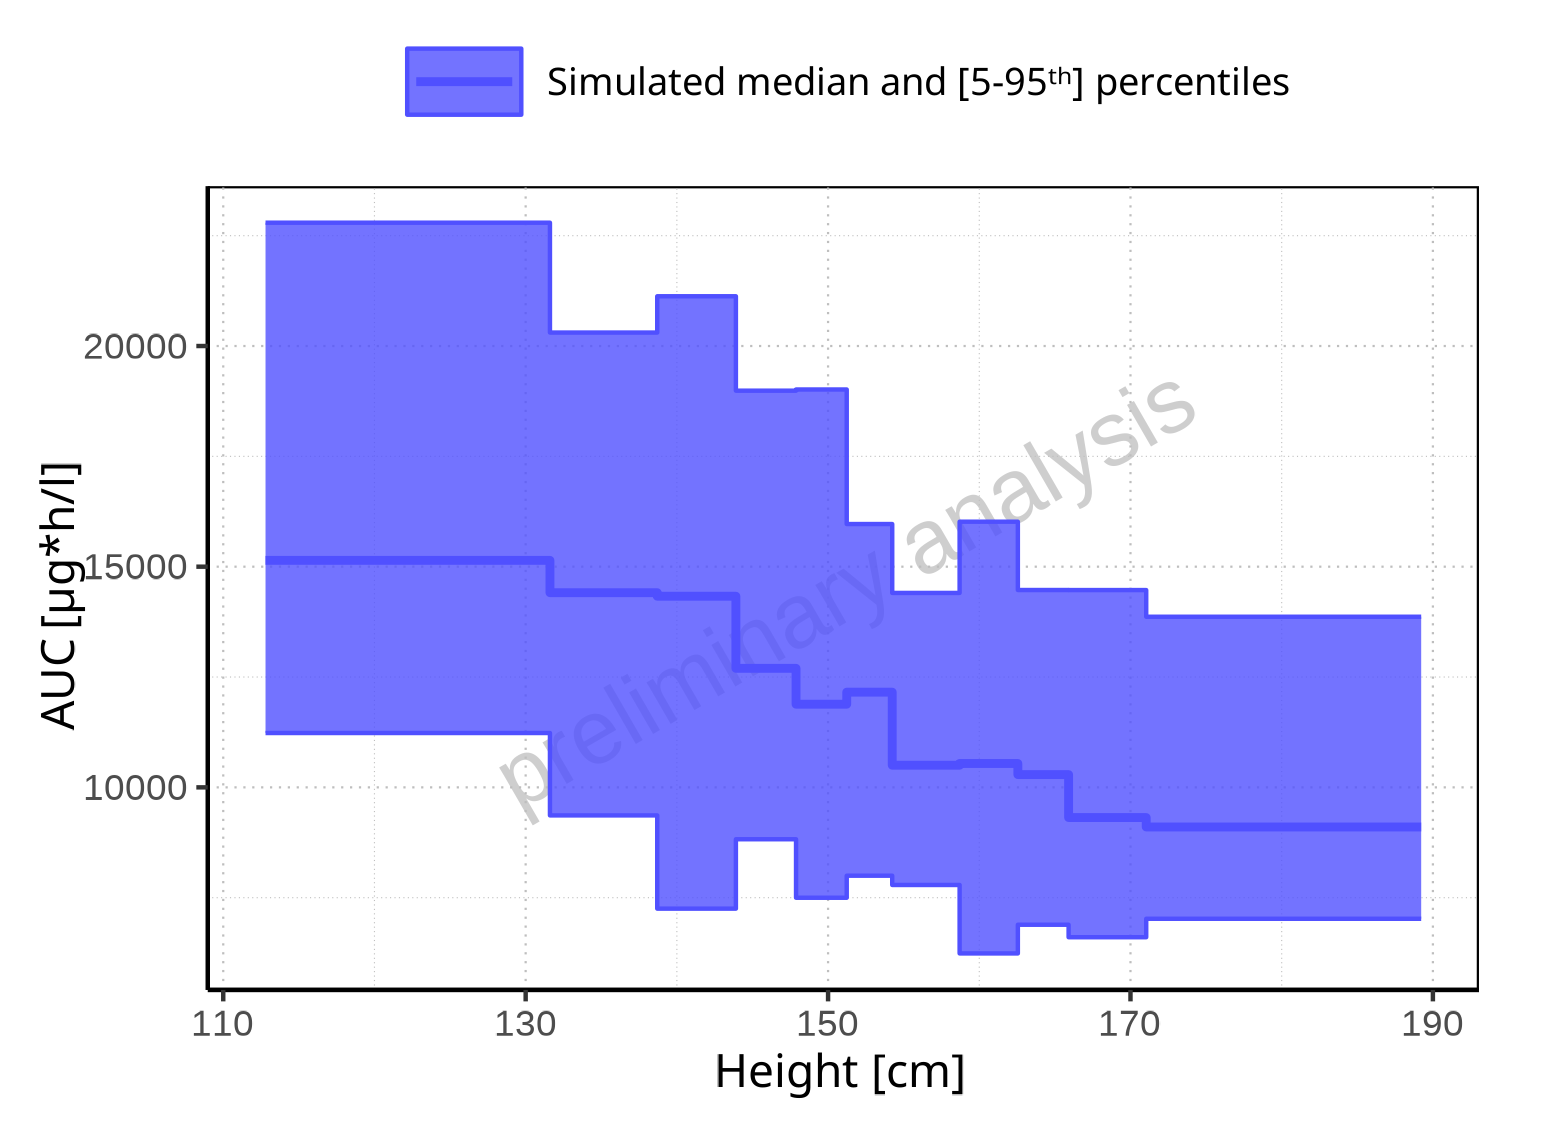 Simulated median and [5-95ᵗʰ] percentiles
20000
15000
10000
AUC [µg*h/l]
preliminary analysis
110 130 150 170 190
Height [cm]